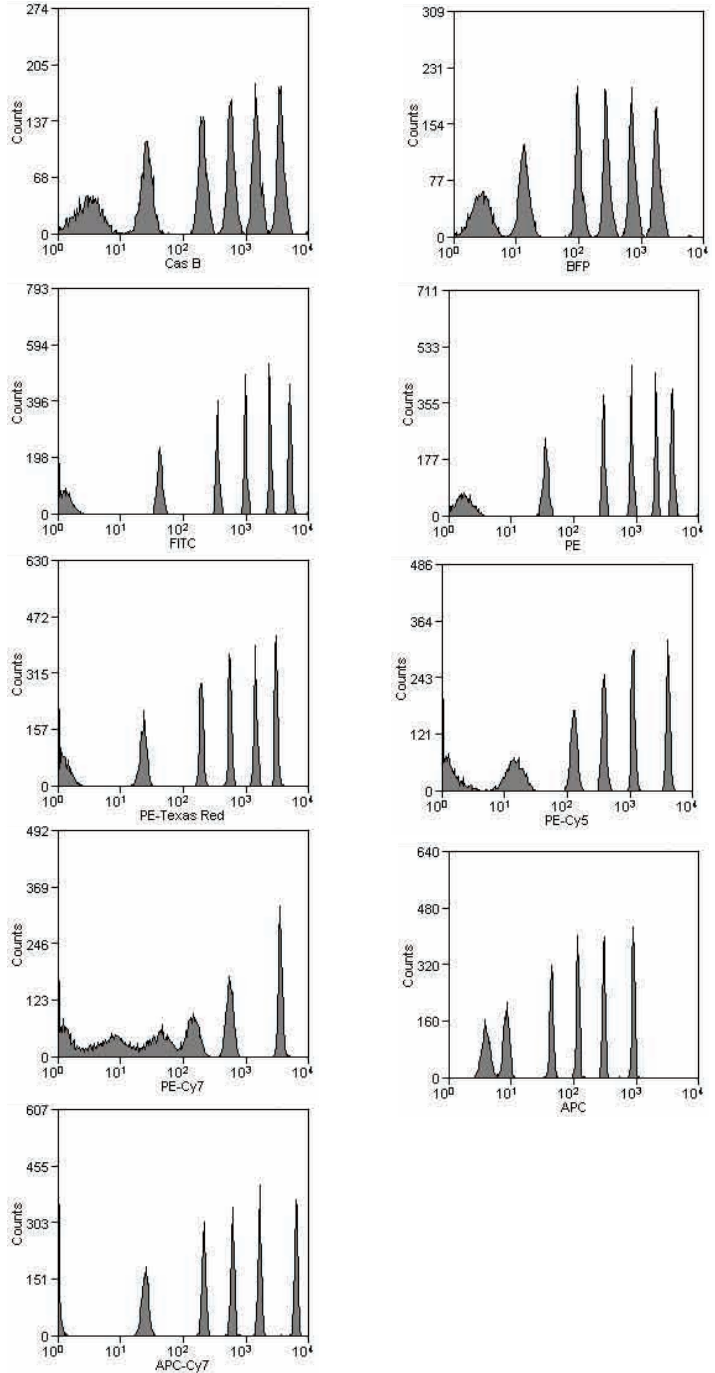 274
205
137
68
0
Counts
10⁰ 10¹ 10² 10³ 10⁴
Cas B
309
231
154
77
0
Counts
10⁰ 10¹ 10² 10³ 10⁴
BFP
793
594
396
198
0
Counts
10⁰ 10¹ 10² 10³ 10⁴
FITC
711
533
355
177
0
Counts
10⁰ 10¹ 10² 10³ 10⁴
PE
630
472
315
157
0
Counts
10⁰ 10¹ 10² 10³ 10⁴
PE-Texas Red
486
364
243
121
0
Counts
10⁰ 10¹ 10² 10³ 10⁴
PE-Cy5
492
369
246
123
0
Counts
10⁰ 10¹ 10² 10³ 10⁴
PE-Cy7
640
480
320
160
0
Counts
10⁰ 10¹ 10² 10³ 10⁴
APC
607
455
303
151
0
Counts
10⁰ 10¹ 10² 10³ 10⁴
APC-Cy7